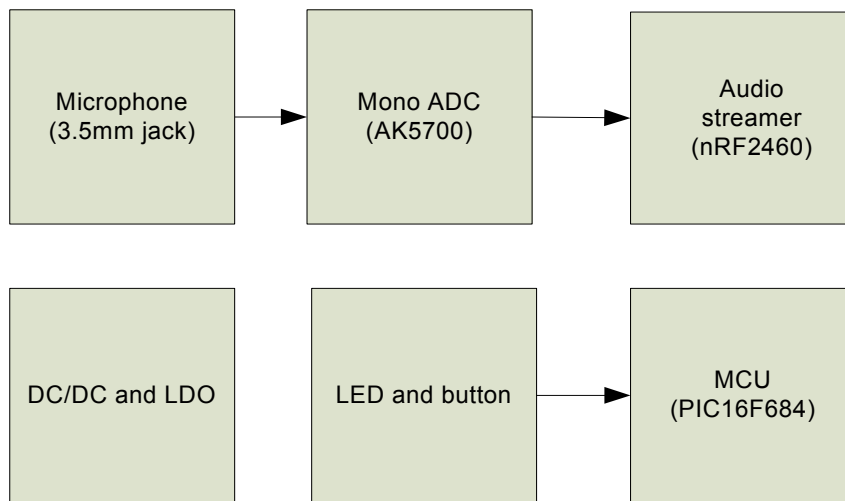 Microphone
(3.5mm jack)
Mono ADC
(AK5700)
Audio
streamer
(nRF2460)
DC/DC and LDO
LED and button
MCU
(PIC16F684)